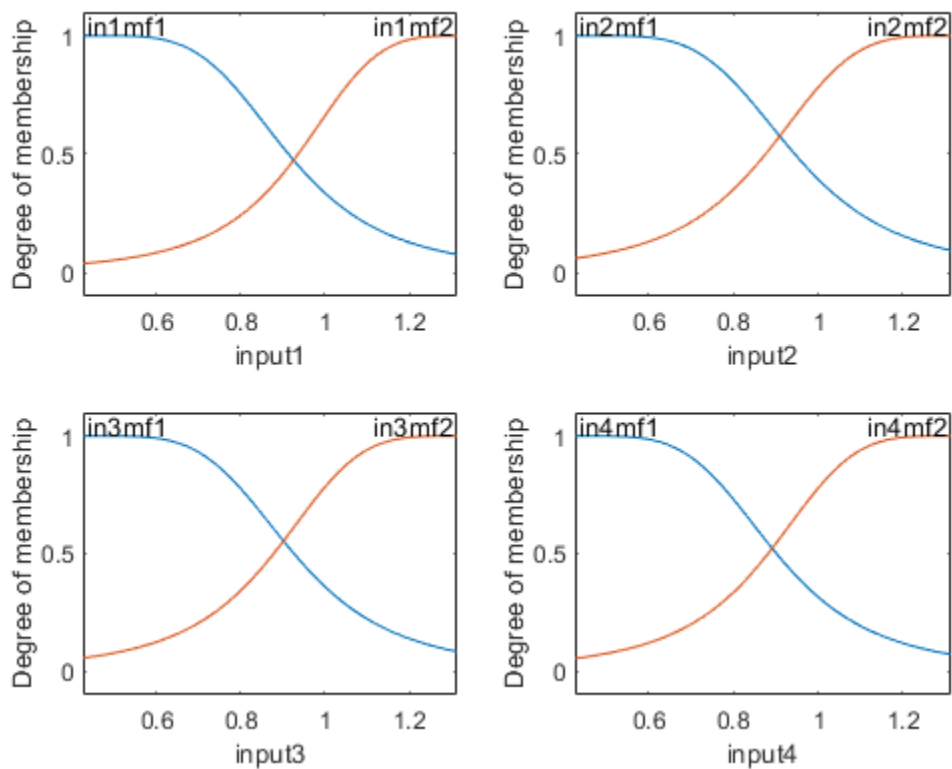 in1mf1 in1mf2
1
0.5
0
Degree of membership
0.6 0.8 1 1.2
input1
in2mf1 in2mf2
1
0.5
0
Degree of membership
0.6 0.8 1 1.2
input2
in3mf1 in3mf2
1
0.5
0
Degree of membership
0.6 0.8 1 1.2
input3
in4mf1 in4mf2
1
0.5
0
Degree of membership
0.6 0.8 1 1.2
input4